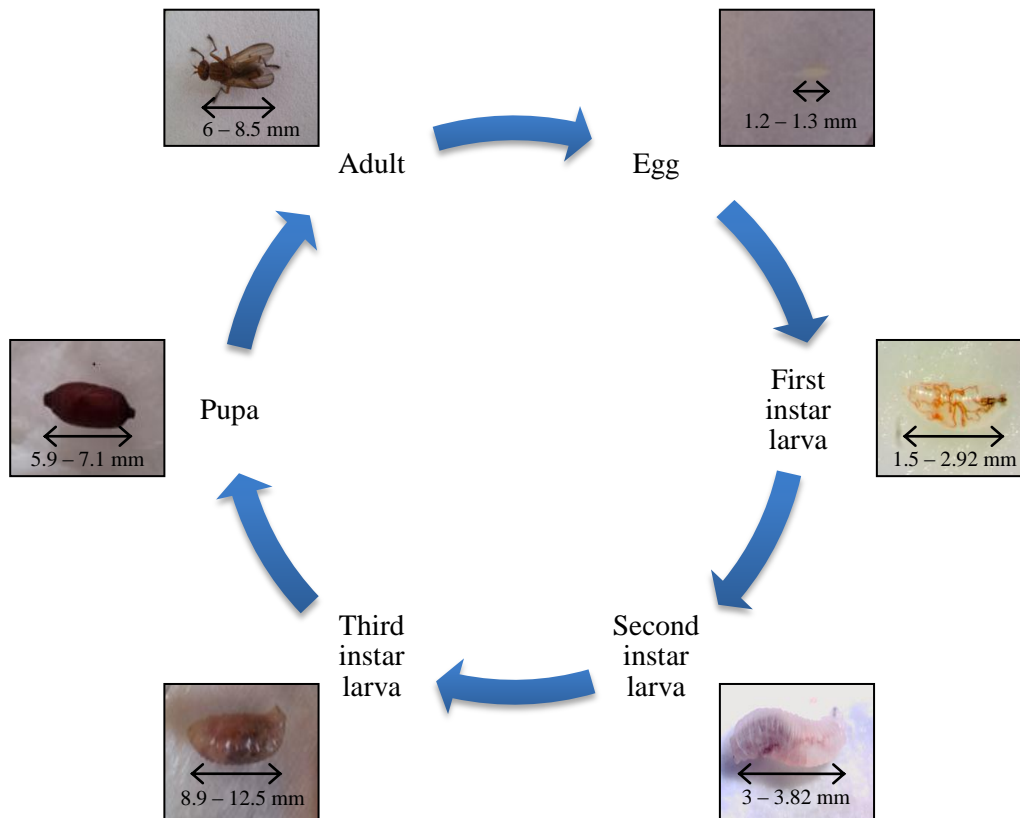 6 – 8.5 mm
Adult
1.2 – 1.3 mm
Egg
First
instar
larva
1.5 – 2.92 mm
Second
instar
larva
3 – 3.82 mm
Third
instar
larva
8.9 – 12.5 mm
Pupa
5.9 – 7.1 mm